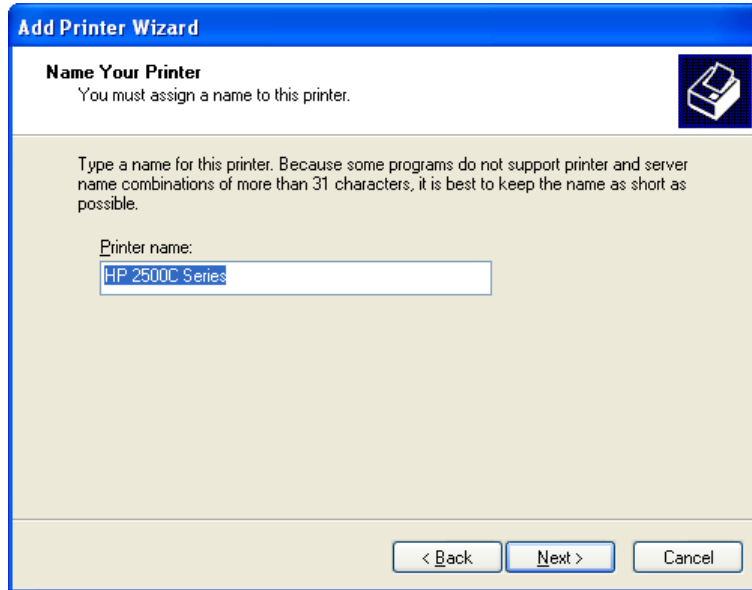 Add Printer Wizard
Name Your Printer
You must assign a name to this printer.
Type a name for this printer. Because some programs do not support printer and server
name combinations of more than 31 characters, it is best to keep the name as short as
possible.
Printer name:
HP 2500C Series
< Back Next > Cancel